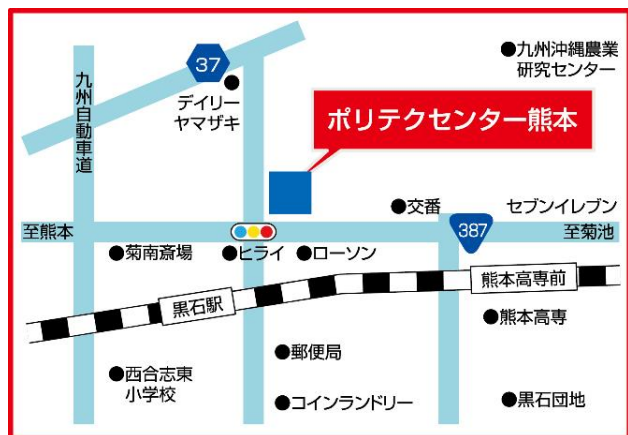 37
九州沖縄農業
研究センター
九州自動車道
デイリー
ヤマザキ
ポリテクセンター熊本
交番
セブンイレブン
至熊本
387
至菊池
菊南斎場
ヒライ
ローソン
熊本高専前
黒石駅
熊本高専
郵便局
西合志東
小学校
コインランドリー
黒石団地